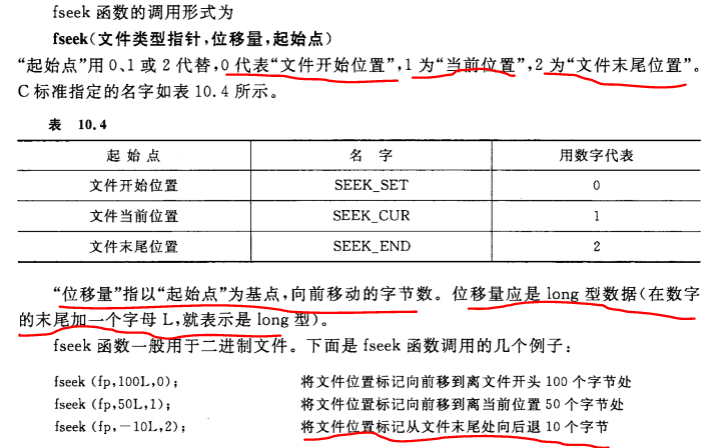 fseek 函数的调用形式为
fseek(文件类型指针,位移量,起始点)
“起始点”用 0、1 或 2 代替,0 代表“文件开始位置”,1 为“当前位置”,2 为“文件末尾位置”。
C 标准指定的名字如表 10.4 所示。
表 10.4
起 始 点 名 字 用数字代表
文件开始位置 SEEK_SET 0
文件当前位置 SEEK_CUR 1
文件末尾位置 SEEK_END 2
“位移量”指以“起始点”为基点,向前移动的字节数。位移量应是 long 型数据(在数字
的末尾加一个字母 L,就表示是 long 型)。
fseek 函数一般用于二进制文件。下面是 fseek 函数调用的几个例子:
fseek (fp,100L,0); 将文件位置标记向前移到离文件开头 100 个字节处
fseek (fp,50L,1); 将文件位置标记向前移到离当前位置 50 个字节处
fseek (fp,-10L,2); 将文件位置标记从文件末尾处向后退 10 个字节